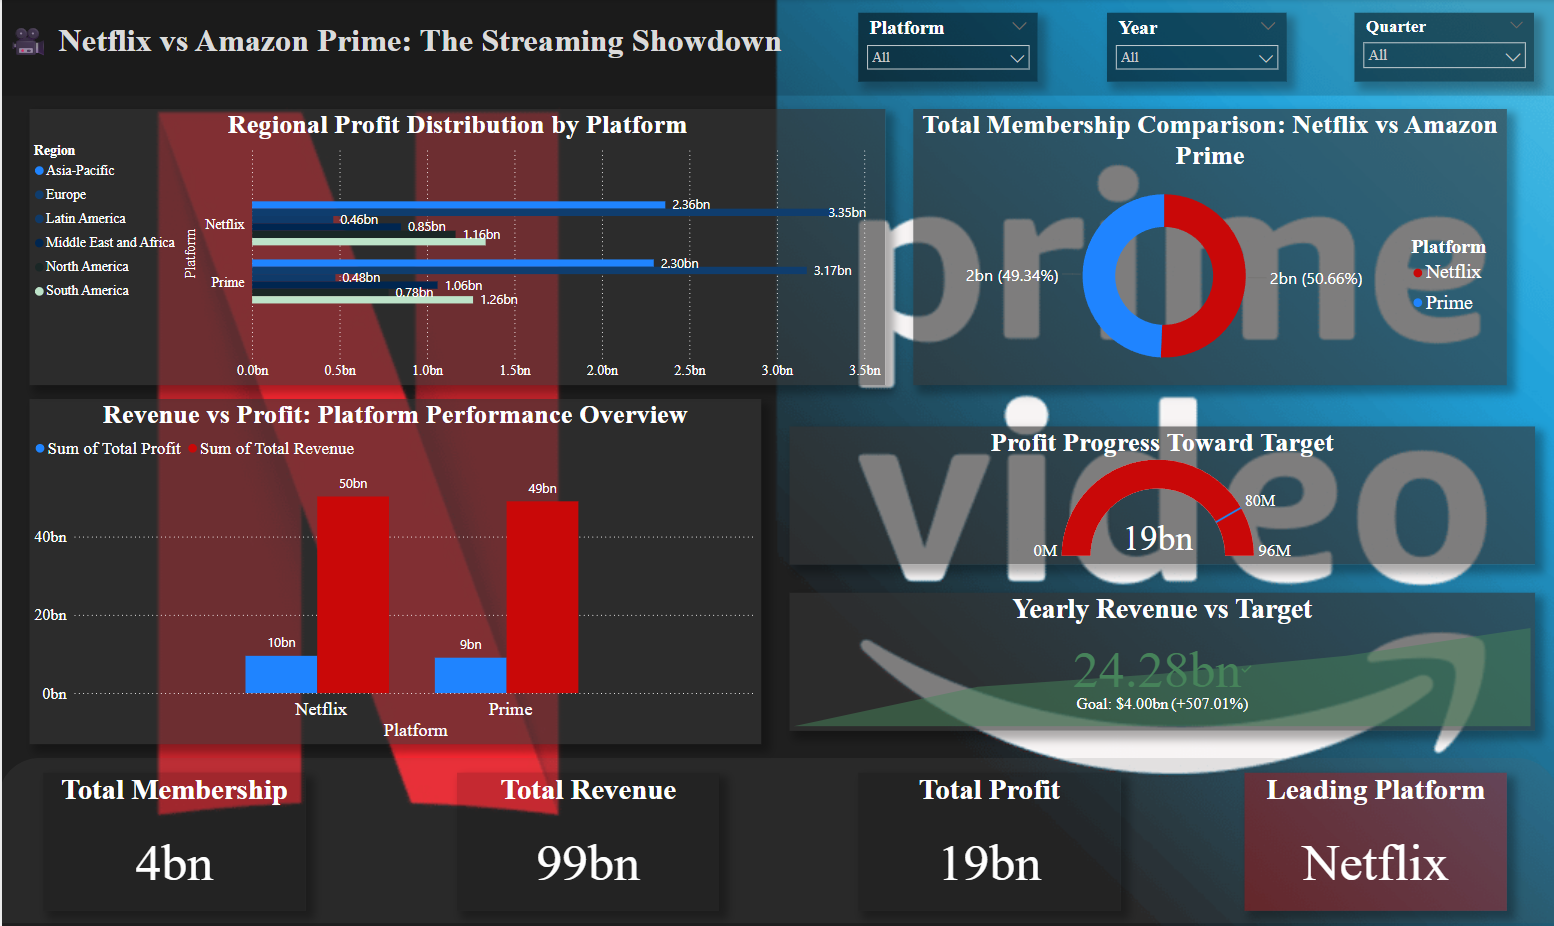 Netflix vs Amazon Prime: The Streaming Showdown
Platform
All
Year
All
Quarter
All
Regional Profit Distribution by Platform
Region
Asia-Pacific
Europe
Latin America
Middle East and Africa
North America
South America
Platform
Netflix
2.36bn
3.35bn
0.46bn
0.85bn
1.16bn
Prime
2.30bn
3.17bn
0.48bn
1.06bn
0.78bn
1.26bn
0.0bn 0.5bn 1.0bn 1.5bn 2.0bn 2.5bn 3.0bn 3.5bn
Total Membership Comparison: Netflix vs Amazon
Prime
2bn (49.34%)
2bn (50.66%)
Platform
Netflix
Prime
prime
video
Revenue vs Profit: Platform Performance Overview
Sum of Total Profit Sum of Total Revenue
40bn
20bn
0bn
10bn
50bn
9bn
49bn
Netflix Prime
Platform
Profit Progress Toward Target
80M
19bn
0M
96M
Yearly Revenue vs Target
24.28bn
Goal: $4.00bn (+507.01%)
Total Membership
4bn
Total Revenue
99bn
Total Profit
19bn
Leading Platform
Netflix